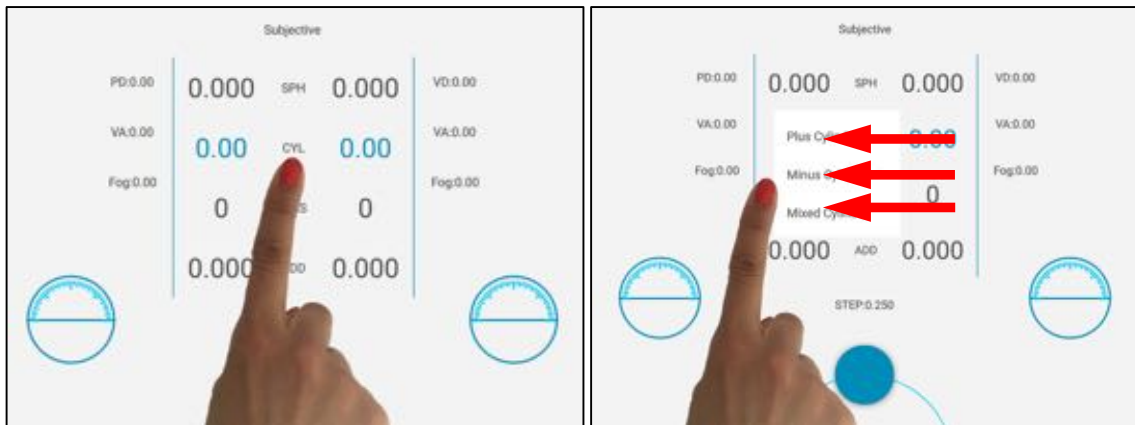 Subjective
PD:0.00 0.000 SPH 0.000 VD:0.00
VA:0.00 0.00 CYL 0.00 VA:0.00
Fog:0.00 Fog:0.00
0 0
0.000 0.000
Subjective
PD:0.00 0.000 SPH 0.000 VD:0.00
VA:0.00 VA:0.00
Plus
Fog:0.00 Minus Fog:0.00
0
Mixed
0.000 ADD 0.000
STEP:0.250